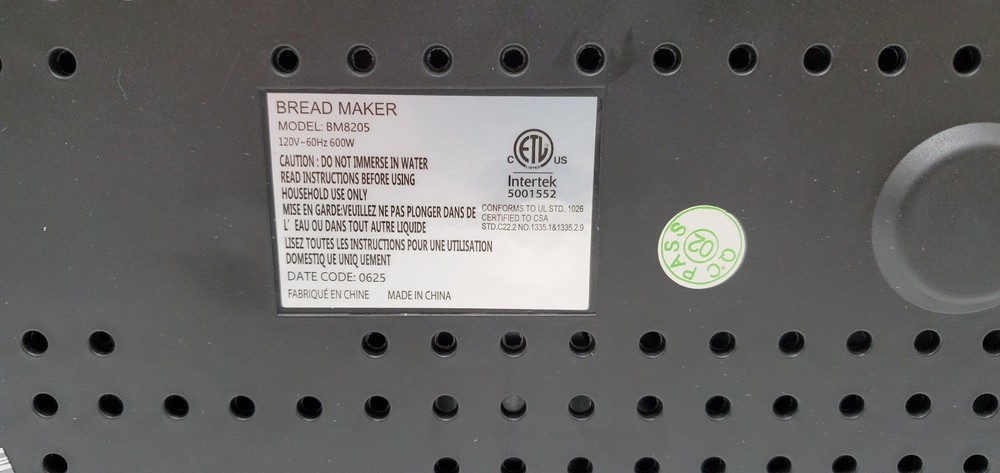 BREAD MAKER
MODEL: BM8205
120V~60Hz 600W
CAUTION : DO NOT IMMERSE IN WATER
READ INSTRUCTIONS BEFORE USING
HOUSEHOLD USE ONLY
MISE EN GARDE:VEUILLEZ NE PAS PLONGER DANS DE
L' EAU OU DANS TOUT AUTRE LIQUIDE
LISEZ TOUTES LES INSTRUCTIONS POUR UNE UTILISATION
DOMESTIQ UE UNIQ UEMENT
DATE CODE: 0625
FABRIQUÉ EN CHINE MADE IN CHINA
C ETL US
LISTED
Intertek
5001552
CONFORMS TO UL STD. 1026
CERTIFIED TO CSA
STD.C22.2 NO.1335.1&1335.2.9
Q°C PASS
02